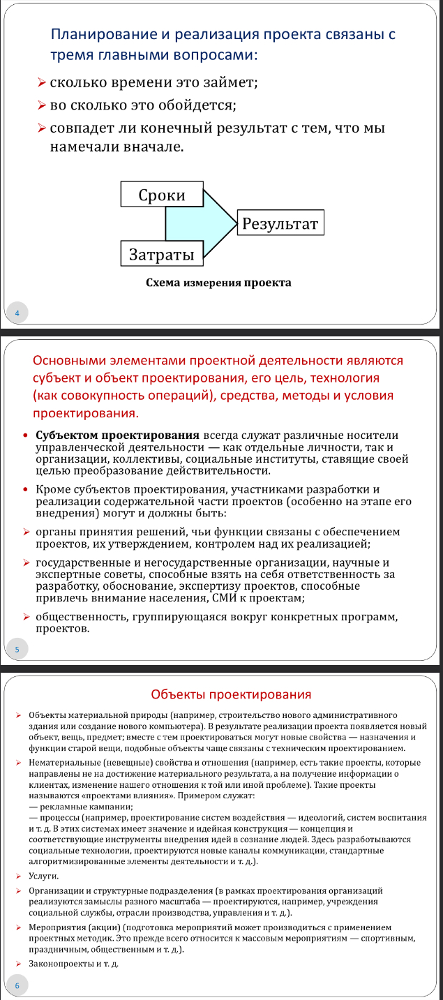 Планирование и реализация проекта связаны с
тремя главными вопросами:
сколько времени это займет;
во сколько это обойдется;
совпадет ли конечный результат с тем, что мы
намечали вначале.
Сроки
Результат
Затраты
Схема измерения проекта
4
Основными элементами проектной деятельности являются
субъект и объект проектирования, его цель, технология
(как совокупность операций), средства, методы и условия
проектирования.
• Субъектом проектирования всегда служат различные носители
управленческой деятельности — как отдельные личности, так и
организации, коллективы, социальные институты, ставящие своей
целью преобразование действительности.
• Кроме субъектов проектирования, участниками разработки и
реализации содержательной части проектов (особенно на этапе его
внедрения) могут и должны быть:
органы принятия решений, чьи функции связаны с обеспечением
проектов, их утверждением, контролем над их реализацией;
государственные и негосударственные организации, научные и
экспертные советы, способные взять на себя ответственность за
разработку, обоснование, экспертизу проектов, способные
привлечь внимание населения, СМИ к проектам;
общественность, группирующаяся вокруг конкретных программ,
проектов.
5
Объекты проектирования
Объекты материальной природы (например, строительство нового административного
здания или создание нового компьютера). В результате реализации проекта появляется новый
объект, вещь, предмет; вместе с тем проектироваться могут новые свойства — назначения и
функции старой вещи, подобные объекты чаще связаны с техническим проектированием.
Нематериальные (невещные) свойства и отношения (например, есть такие проекты, которые
направлены не на достижение материального результата, а на получение информации о
клиентах, изменение нашего отношения к той или иной проблеме). Такие проекты
называются «проектами влияния». Примером служат:
— рекламные кампании;
— процессы (например, проектирование систем воздействия — идеологий, систем воспитания
и т. д. В этих системах имеет значение и идейная конструкция — концепция и
соответствующие инструменты внедрения идей в сознание людей. Здесь разрабатываются
социальные технологии, проектируются новые каналы коммуникации, стандартные
алгоритмизированные элементы деятельности и т. д.).
Услуги.
Организации и структурные подразделения (в рамках проектирования организаций
реализуются замыслы разного масштаба — проектируются, например, учреждения
социальной службы, отрасли производства, управления и т. д.).
Мероприятия (акции) (подготовка мероприятий может производиться с применением
проектных методик. Это прежде всего относится к массовым мероприятиям — спортивным,
праздничным, общественным и т. д.).
Законопроекты и т. д.
6